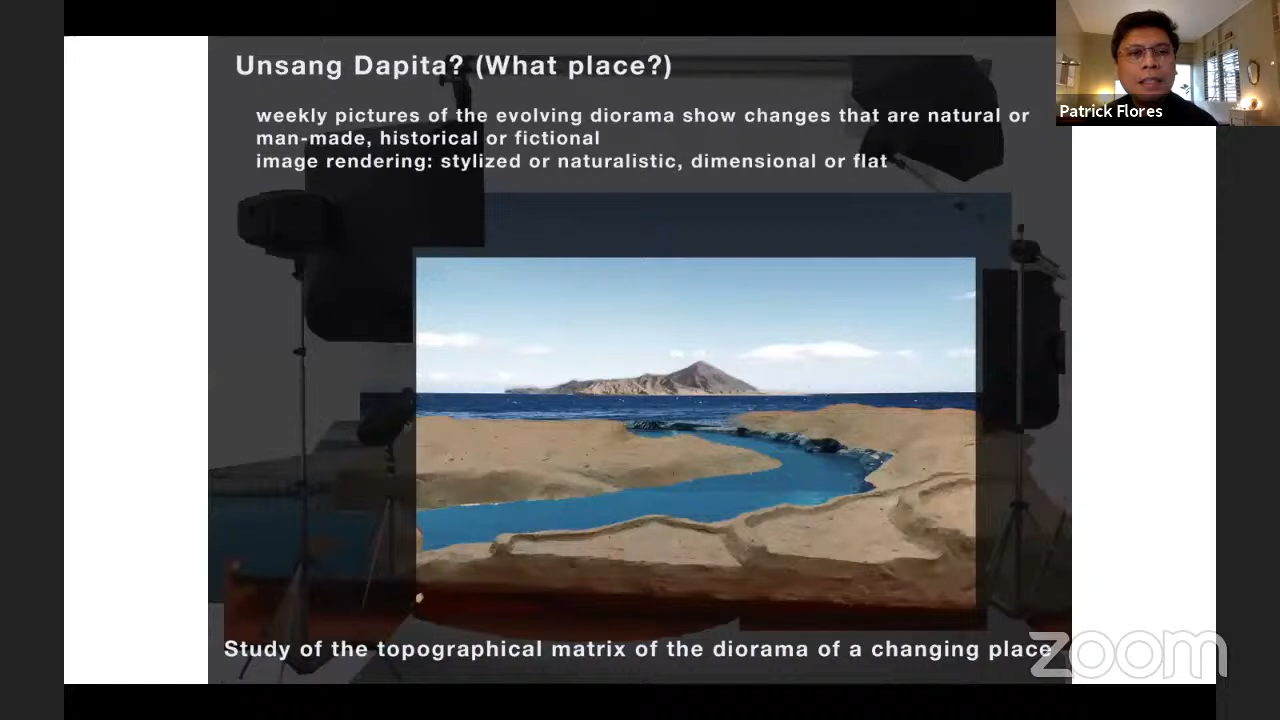 Unsang Dapita? (What place?)
weekly pictures of the evolving diorama show changes that are natural or
man-made, historical or fictional
image rendering: stylized or naturalistic, dimensional or flat
Patrick Flores
Study of the topographical matrix of the diorama of a changing place
zoom